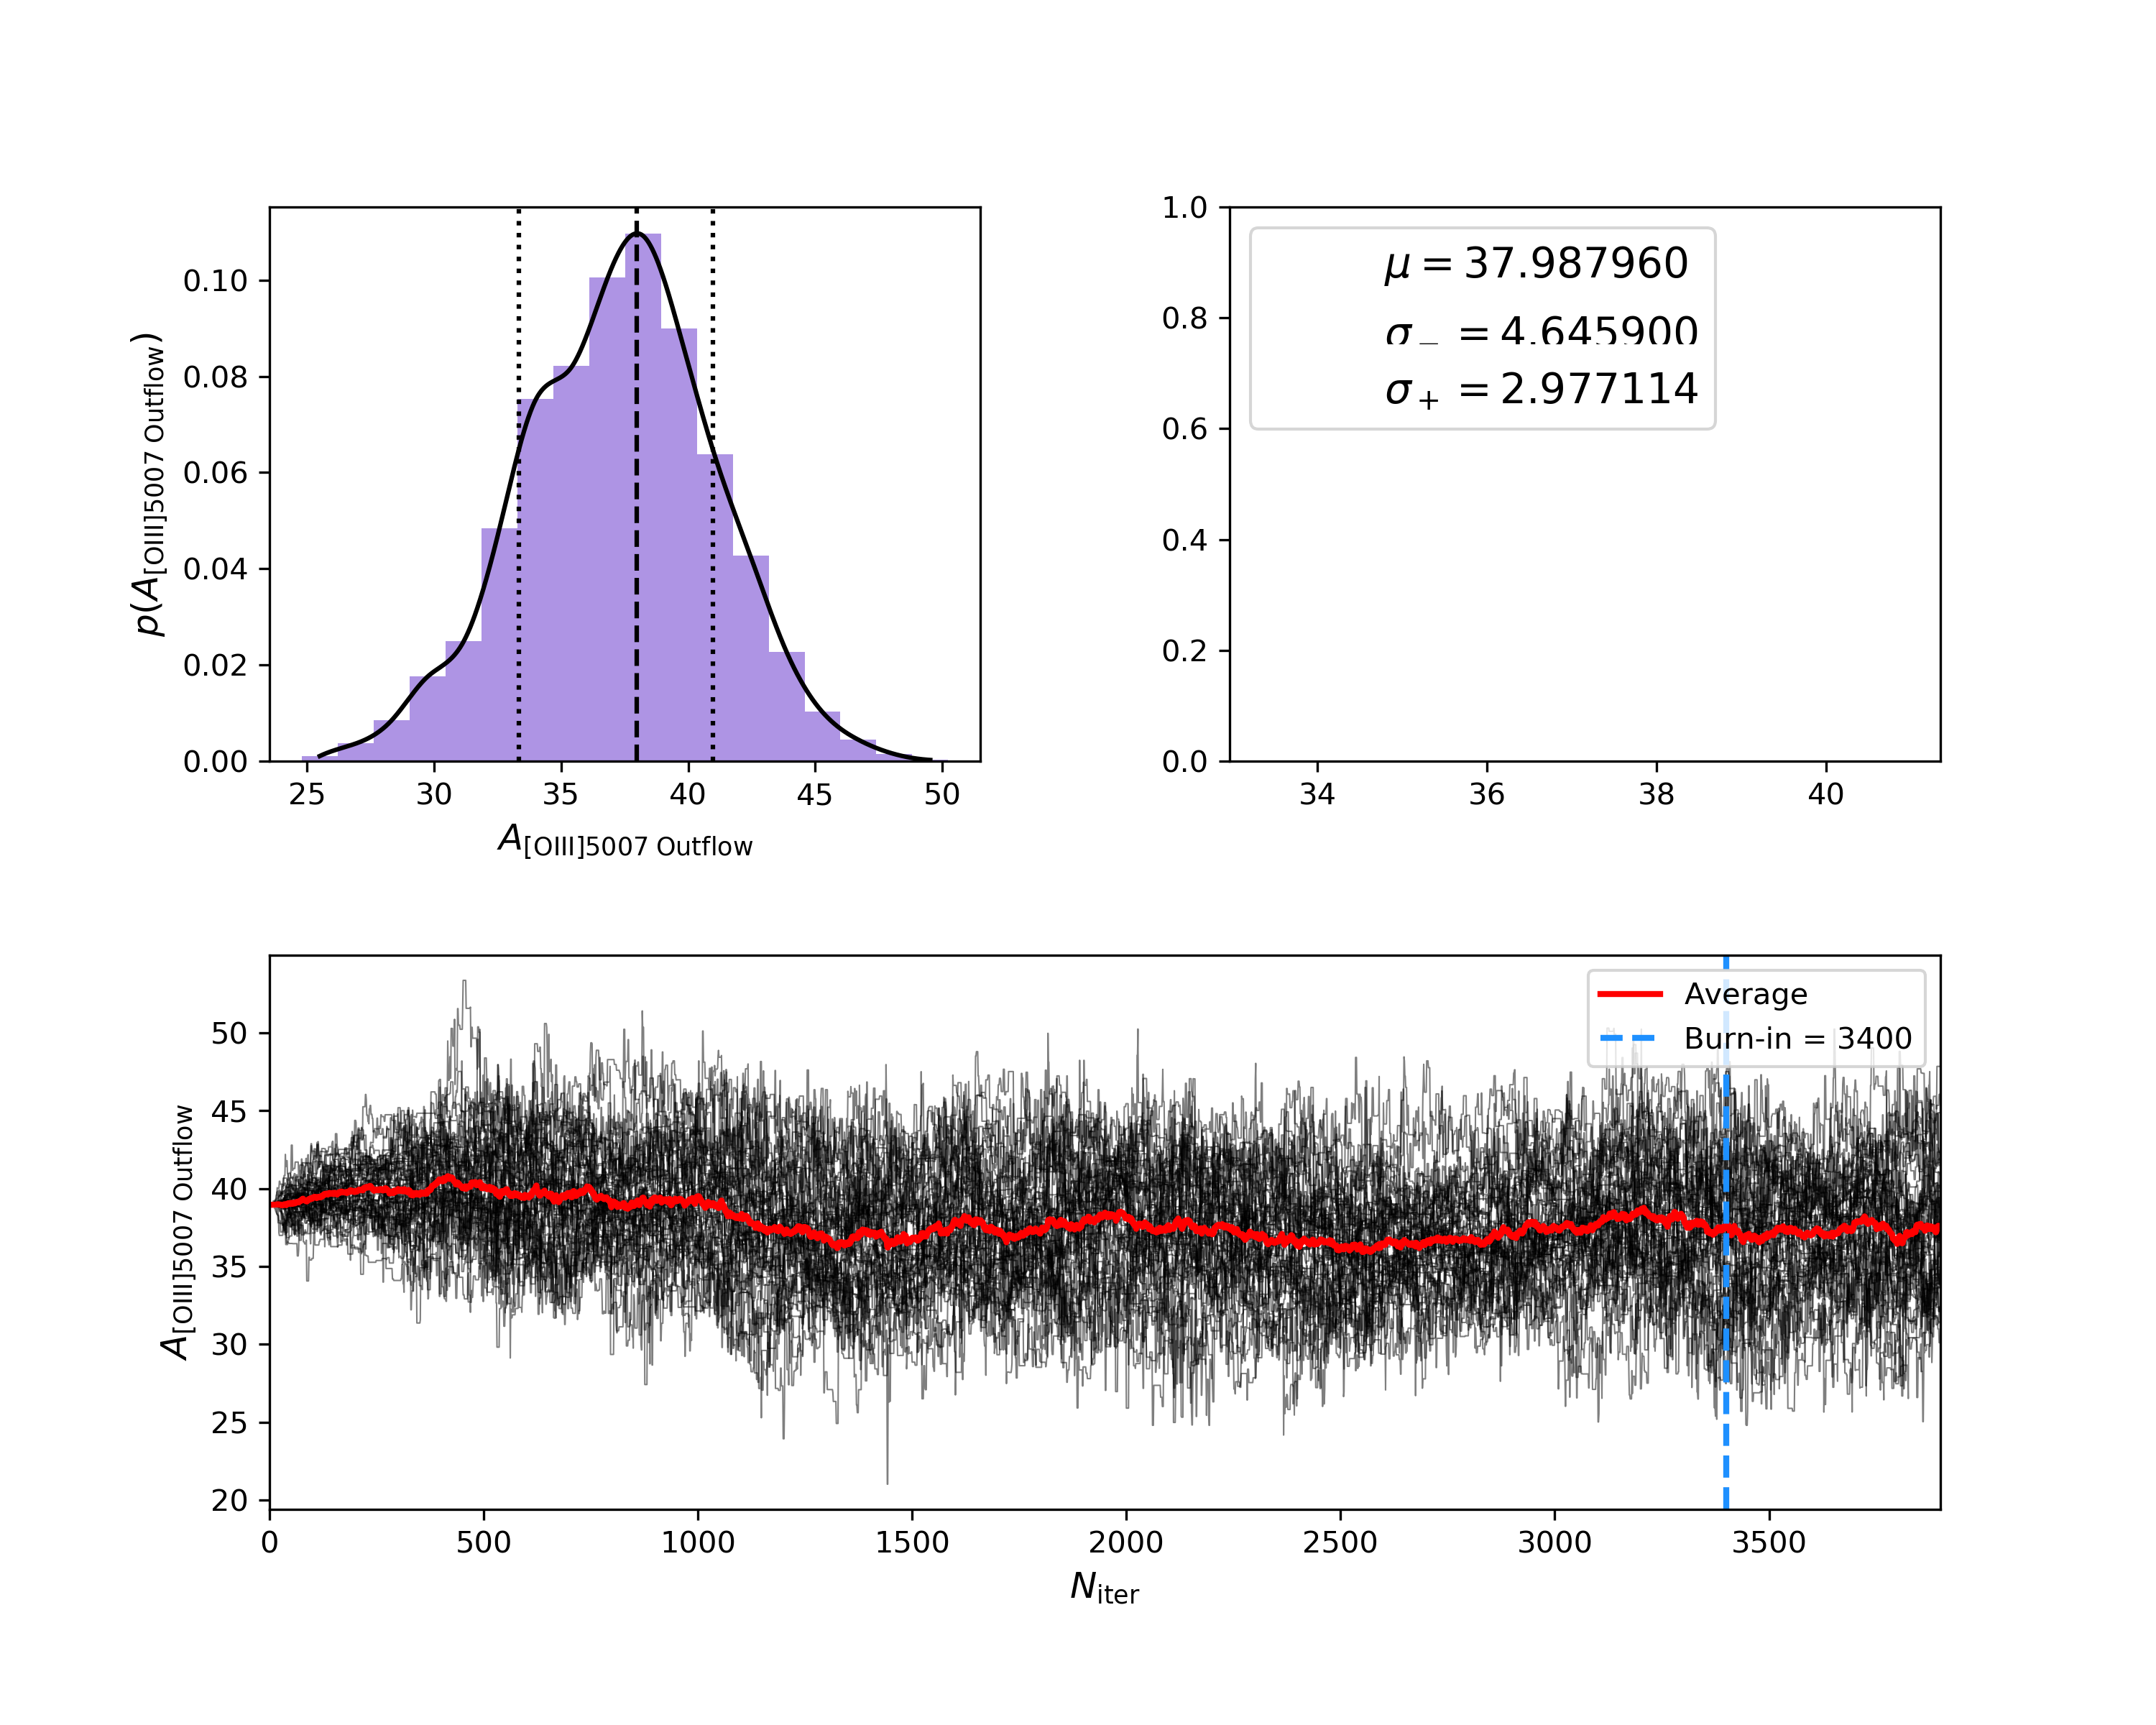 0.10
0.08
0.06
0.04
0.02
0.00
p(A[OIII]5007 Outflow)
25 30 35 40 45 50
A[OIII]5007 Outflow
1.0
0.8
0.6
0.4
0.2
0.0
μ = 37.987960
σ− = 4.645900
σ+ = 2.977114
34 36 38 40
50
45
40
35
30
25
20
A[OIII]5007 Outflow
Average
Burn-in = 3400
0 500 1000 1500 2000 2500 3000 3500
Niter